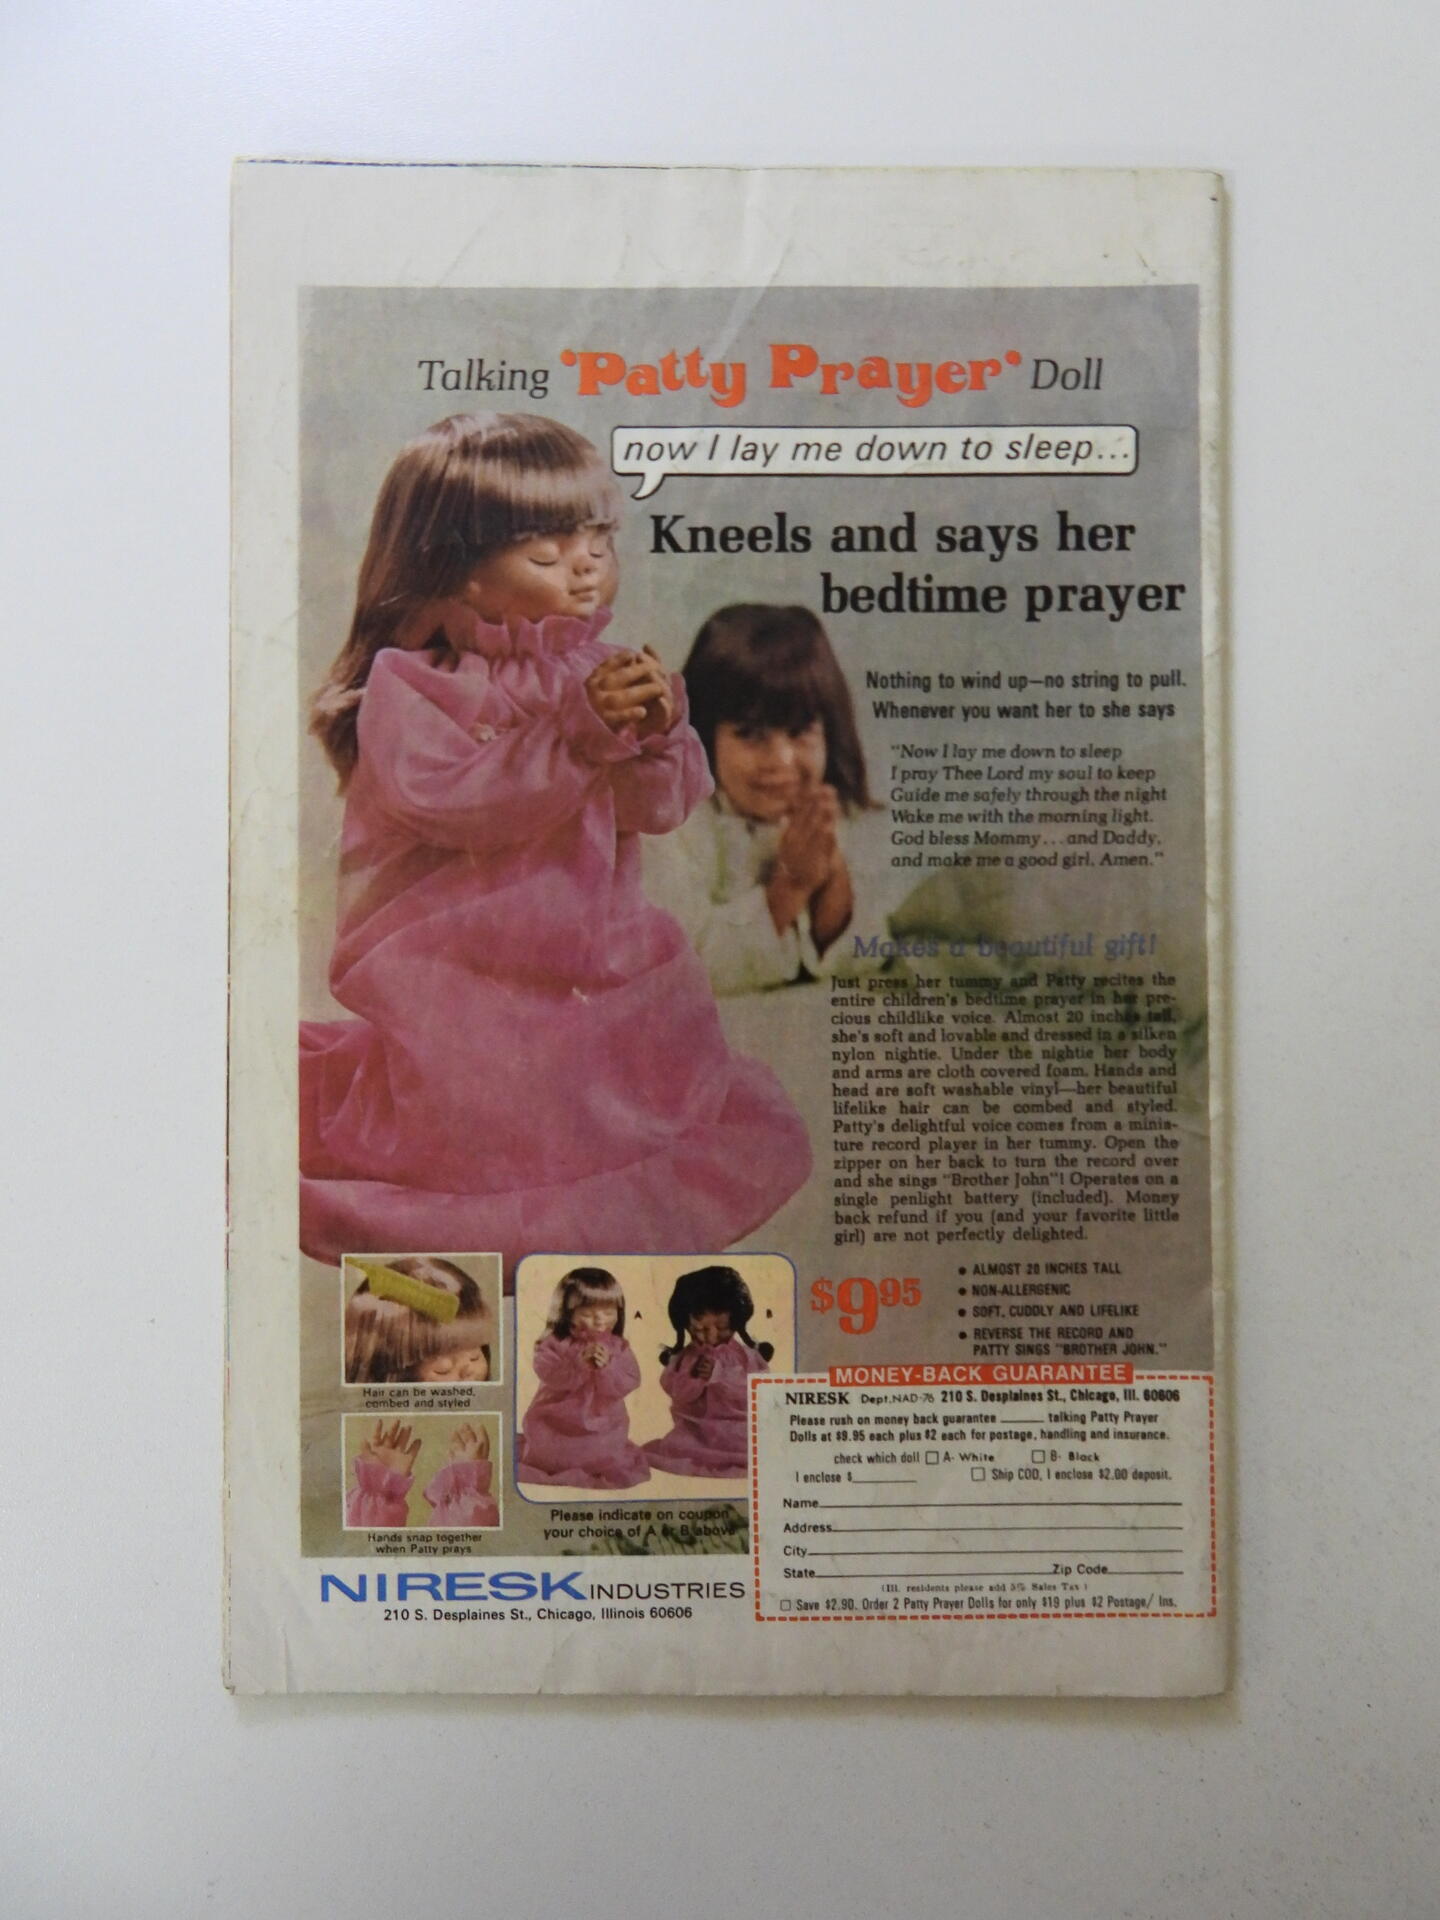 Talking 'Patty Prayer' Doll
now I lay me down to sleep...
Kneels and says her
bedtime prayer
Nothing to wind up—no string to pull.
Whenever you want her to she says
"Now I lay me down to sleep
I pray Thee Lord my soul to keep
Guide me safely through the night
Wake me with the morning light.
God bless Mommy...and Daddy,
and make me a good girl. Amen."
Makes a beautiful gift!
Just press her tummy and Patty recites the
entire children's bedtime prayer in her pre-
cious childlike voice. Almost 20 inches tall,
she's soft and lovable and dressed in a silken
nylon nightie. Under the nightie her body
and arms are cloth covered foam. Hands and
head are soft washable vinyl—her beautiful
lifelike hair can be combed and styled.
Patty's delightful voice comes from a minia-
ture record player in her tummy. Open the
zipper on her back to turn the record over
and she sings "Brother John"! Operates on a
single penlight battery (included). Money
back refund if you (and your favorite little
girl) are not perfectly delighted.
$9.95
• ALMOST 20 INCHES TALL
• NON-ALLERGENIC
• SOFT, CUDDLY AND LIFELIKE
• REVERSE THE RECORD AND
PATTY SINGS "BROTHER JOHN."
Hair can be washed,
combed and styled
Hands snap together
when Patty prays
A
B
Please indicate on coupon
your choice of A or B above
NIRESK INDUSTRIES
210 S. Desplaines St., Chicago, Illinois 60606
MONEY-BACK GUARANTEE
NIRESK Dept.NAD-76 210 S. Desplaines St., Chicago, Ill. 60606
Please rush on money back guarantee ______ talking Patty Prayer
Dolls at $9.95 each plus $2 each for postage, handling and insurance.
check which doll □ A- White □ B- Black
I enclose $________ □ Ship COD, I enclose $2.00 deposit.
Name
Address
City
State Zip Code
(Ill. residents please add 5% Sales Tax)
□ Save $2.90. Order 2 Patty Prayer Dolls for only $19 plus $2 Postage/ Ins.